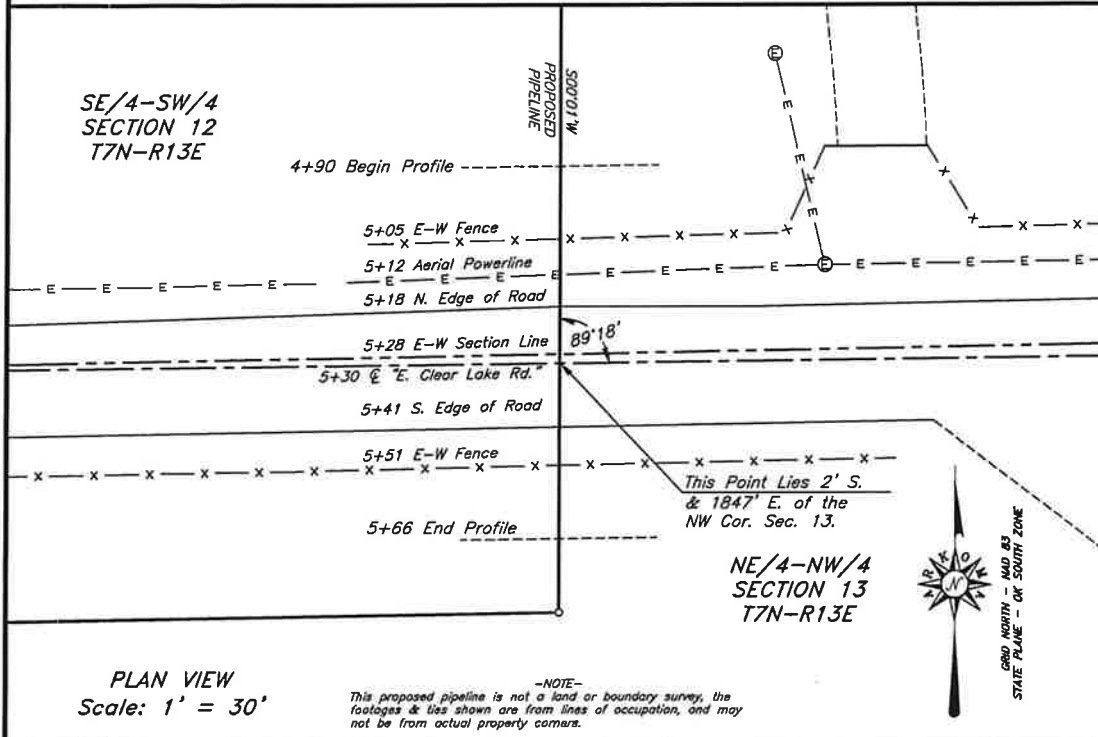 SE/4-SW/4
SECTION 12
T7N-R13E
S00°01'W
PROPOSED
PIPELINE
4+90 Begin Profile
5+05 E-W Fence
5+12 Aerial Powerline
5+18 N. Edge of Road
5+28 E-W Section Line
89°18'
5+30 ℄ "E. Clear Lake Rd."
5+41 S. Edge of Road
5+51 E-W Fence
This Point Lies 2' S.
& 1847' E. of the
NW Cor. Sec. 13.
5+66 End Profile
NE/4-NW/4
SECTION 13
T7N-R13E
ARKOMA
N
GRID NORTH - NAD 83
STATE PLANE - OK SOUTH ZONE
PLAN VIEW
Scale: 1' = 30'
-NOTE-
This proposed pipeline is not a land or boundary survey, the
footages & ties shown are from lines of occupation, and may
not be from actual property corners.